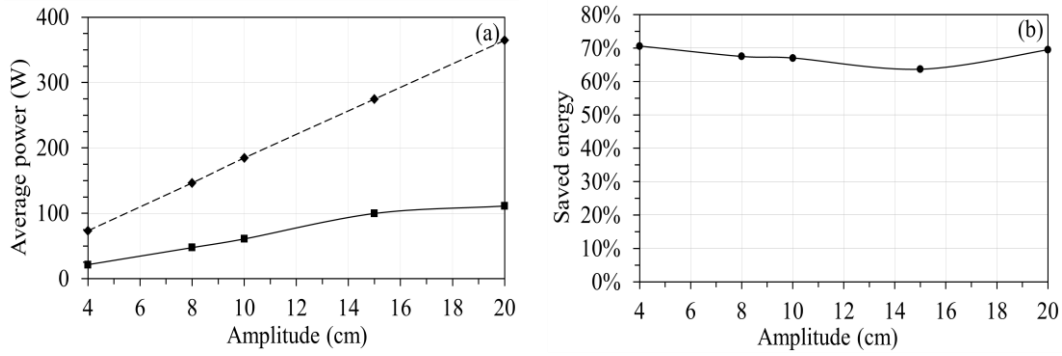 400
300
200
100
0
Average power (W)
(a)
4 6 8 10 12 14 16 18 20
Amplitude (cm)
80%
70%
60%
50%
40%
30%
20%
10%
0%
Saved energy
(b)
4 6 8 10 12 14 16 18 20
Amplitude (cm)